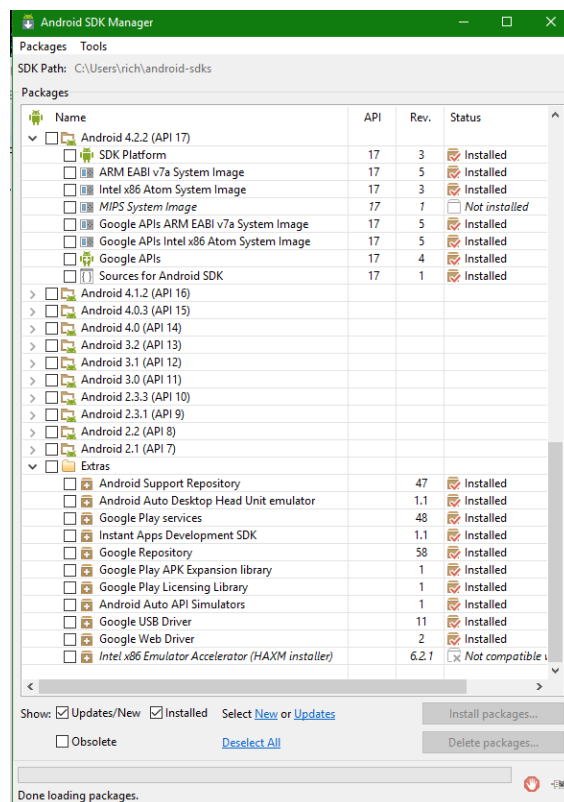 Android SDK Manager
Packages Tools
SDK Path: C:\Users\rich\android-sdks
Packages
Name API Rev. Status
Android 4.2.2 (API 17)
SDK Platform 17 3 Installed
ARM EABI v7a System Image 17 5 Installed
Intel x86 Atom System Image 17 3 Installed
MIPS System Image 17 1 Not installed
Google APIs ARM EABI v7a System Image 17 5 Installed
Google APIs Intel x86 Atom System Image 17 5 Installed
Google APIs 17 4 Installed
Sources for Android SDK 17 1 Installed
Android 4.1.2 (API 16)
Android 4.0.3 (API 15)
Android 4.0 (API 14)
Android 3.2 (API 13)
Android 3.1 (API 12)
Android 3.0 (API 11)
Android 2.3.3 (API 10)
Android 2.3.1 (API 9)
Android 2.2 (API 8)
Android 2.1 (API 7)
Extras
Android Support Repository 47 Installed
Android Auto Desktop Head Unit emulator 1.1 Installed
Google Play services 48 Installed
Instant Apps Development SDK 1.1 Installed
Google Repository 58 Installed
Google Play APK Expansion library 1 Installed
Google Play Licensing Library 1 Installed
Android Auto API Simulators 1 Installed
Google USB Driver 11 Installed
Google Web Driver 2 Installed
Intel x86 Emulator Accelerator (HAXM installer) 6.2.1 Not compatible
Show: Updates/New Installed Select New or Updates Install packages...
Obsolete Deselect All Delete packages...
Done loading packages.